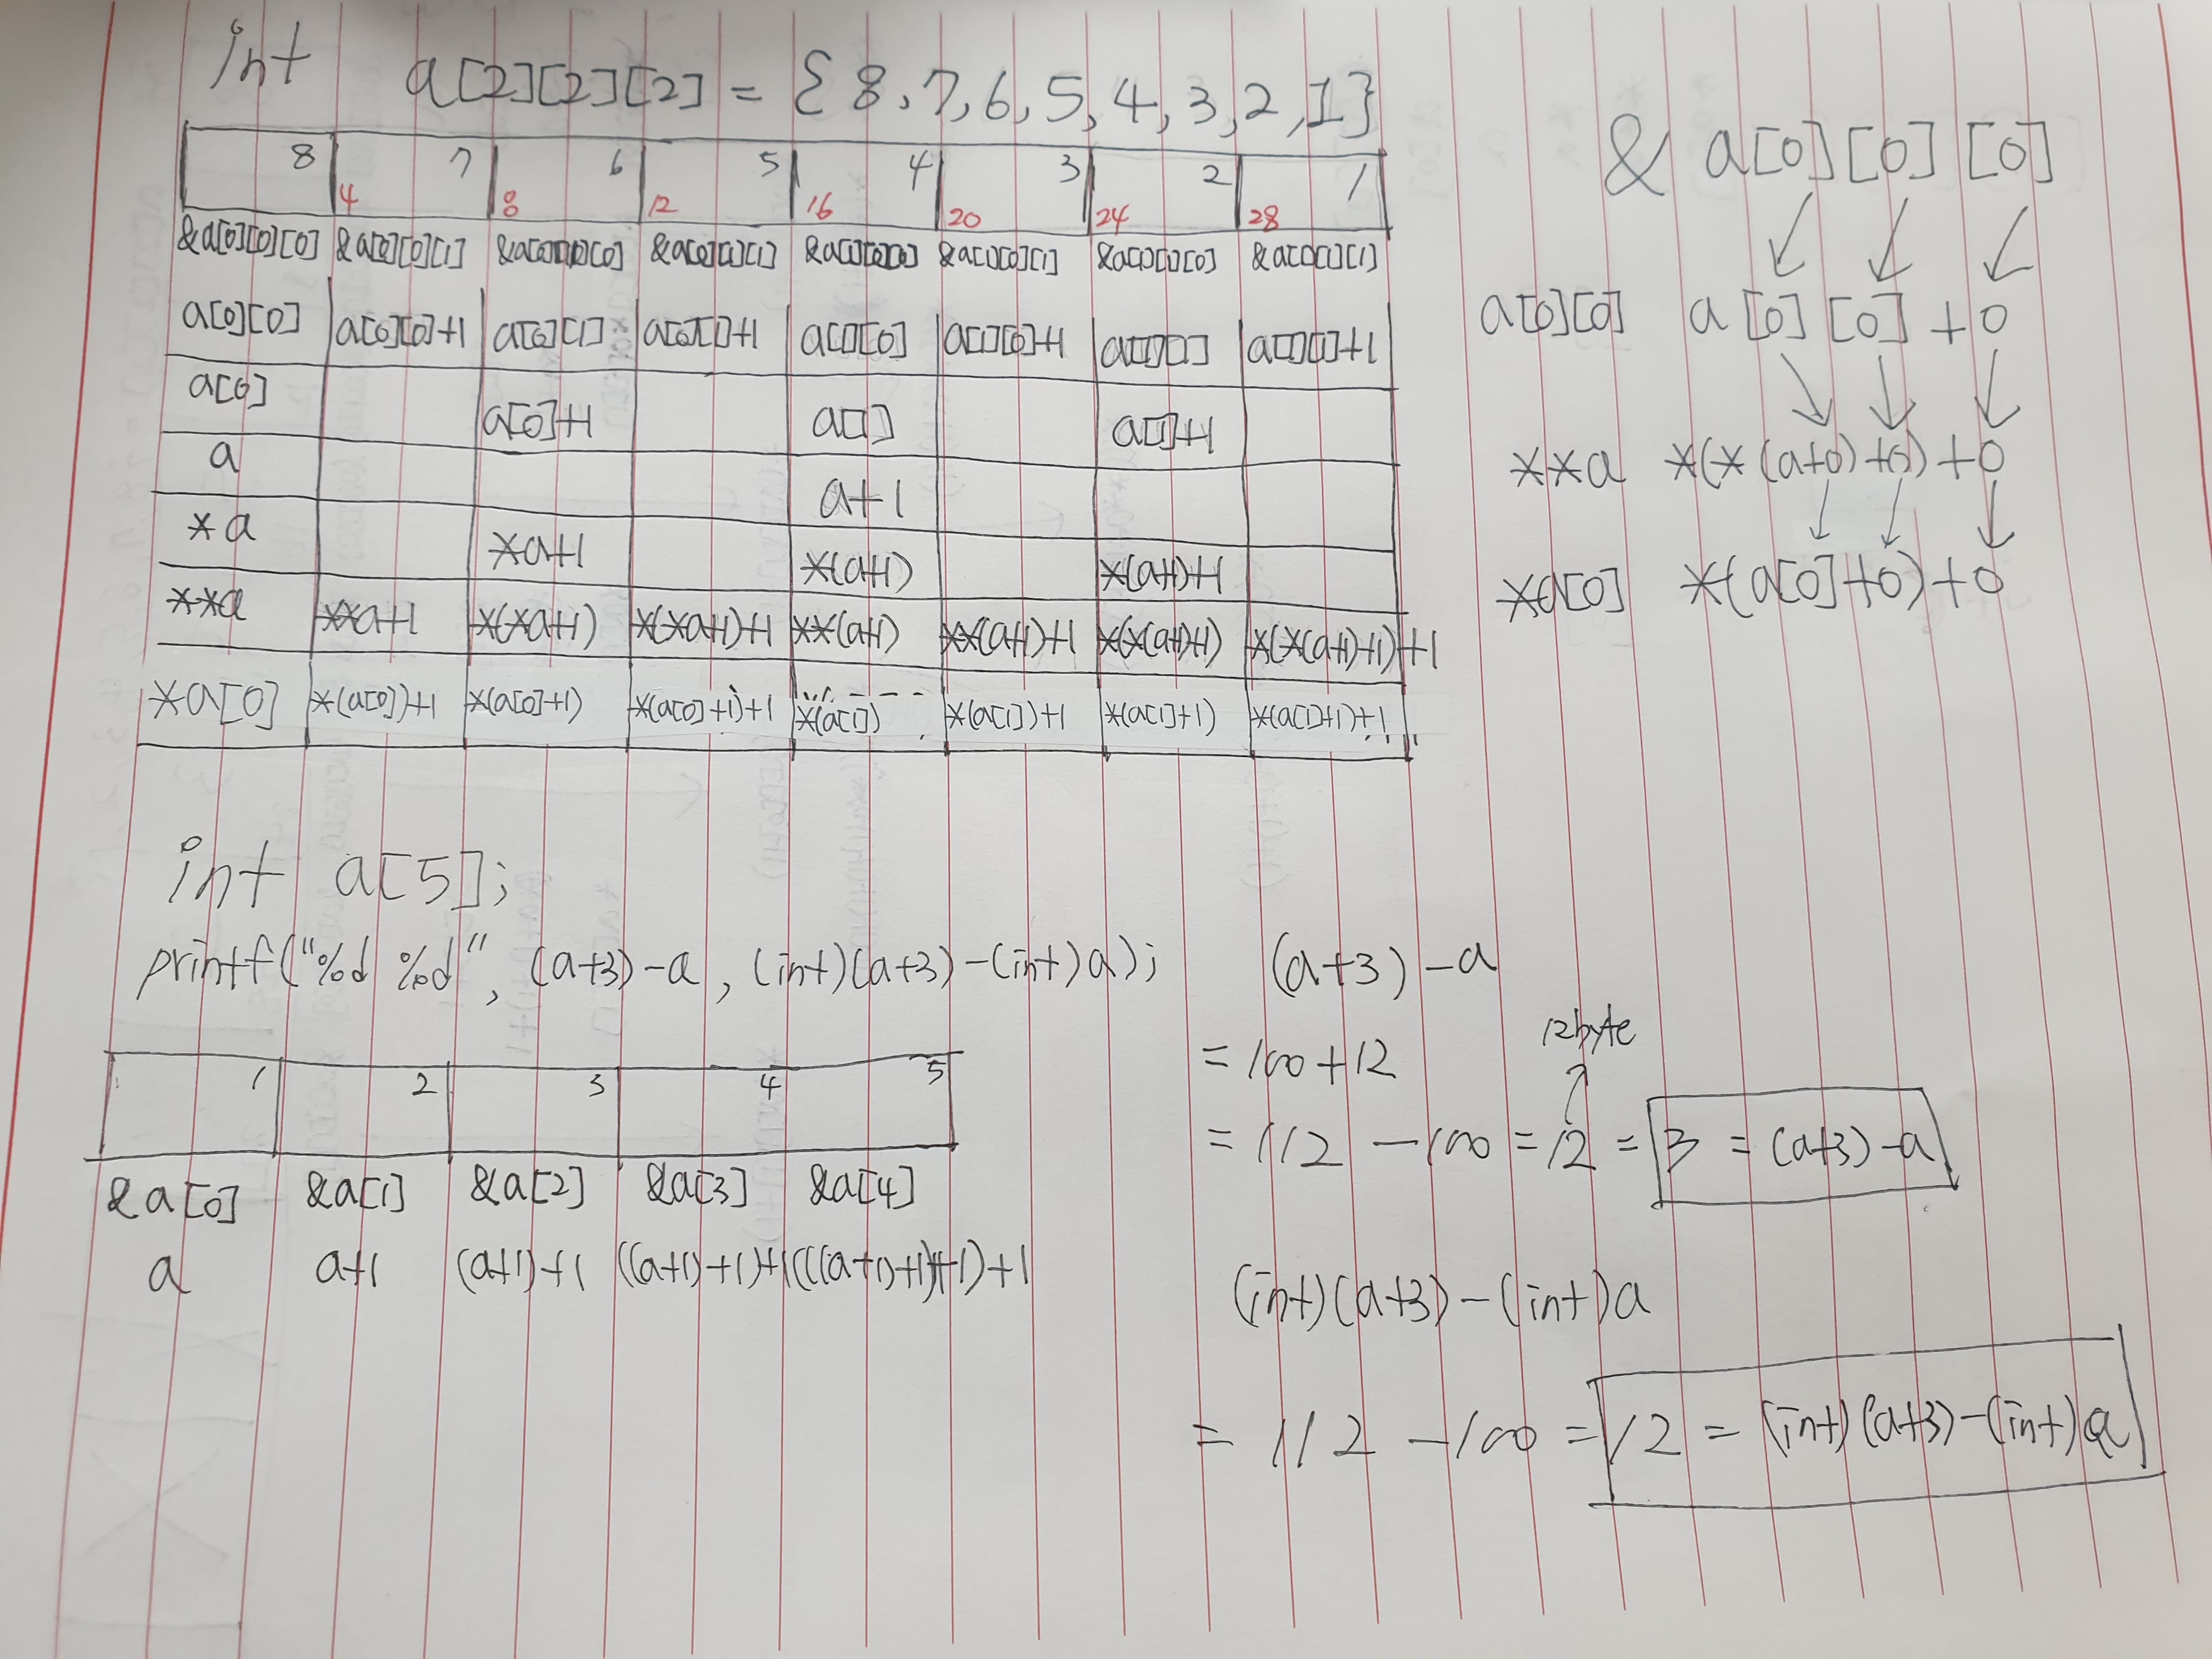 int a[2][2][2] = {8,7,6,5,4,3,2,1}
8 7 6 5 4 3 2 1
4 8 12 16 20 24 28
&a[0][0][0] &a[0][0][1] &a[0][1][0] &a[0][1][1] &a[1][0][0] &a[1][0][1] &a[1][1][0] &a[1][1][1]
a[0][0] a[0][0]+1 a[0][1] a[0][1]+1 a[1][0] a[1][0]+1 a[1][1] a[1][1]+1
a[0] a[0]+1 a[1] a[1]+1
a a+1
*a *a+1 *(a+1) *(a+1)+1
**a **a+1 *(*a+1) *(*a+1)+1 **(a+1) **(a+1)+1 *(*(a+1)+1) *(*(a+1)+1)+1
*a[0] *(a[0])+1 *(a[0]+1) *(a[0]+1)+1 *(a[1]) *(a[1])+1 *(a[1]+1) *(a[1]+1)+1
& a[0][0][0]
a[0][0] a[0][0]+0
**a *(*(a+0)+0)+0
*a[0] *(a[0]+0)+0
int a[5];
printf("%d %d", (a+3)-a, (int)(a+3)-(int)a);
1 2 3 4 5
&a[0] &a[1] &a[2] &a[3] &a[4]
a a+1 (a+1)+1 ((a+1)+1)+1 (((a+1)+1)+1)+1
(a+3)-a
= 100+12
12byte
= 112 - 100 = 12 = 3 = (a+3)-a
(int)(a+3)-(int)a
= 112 - 100 = 12 = (int)(a+3)-(int)a